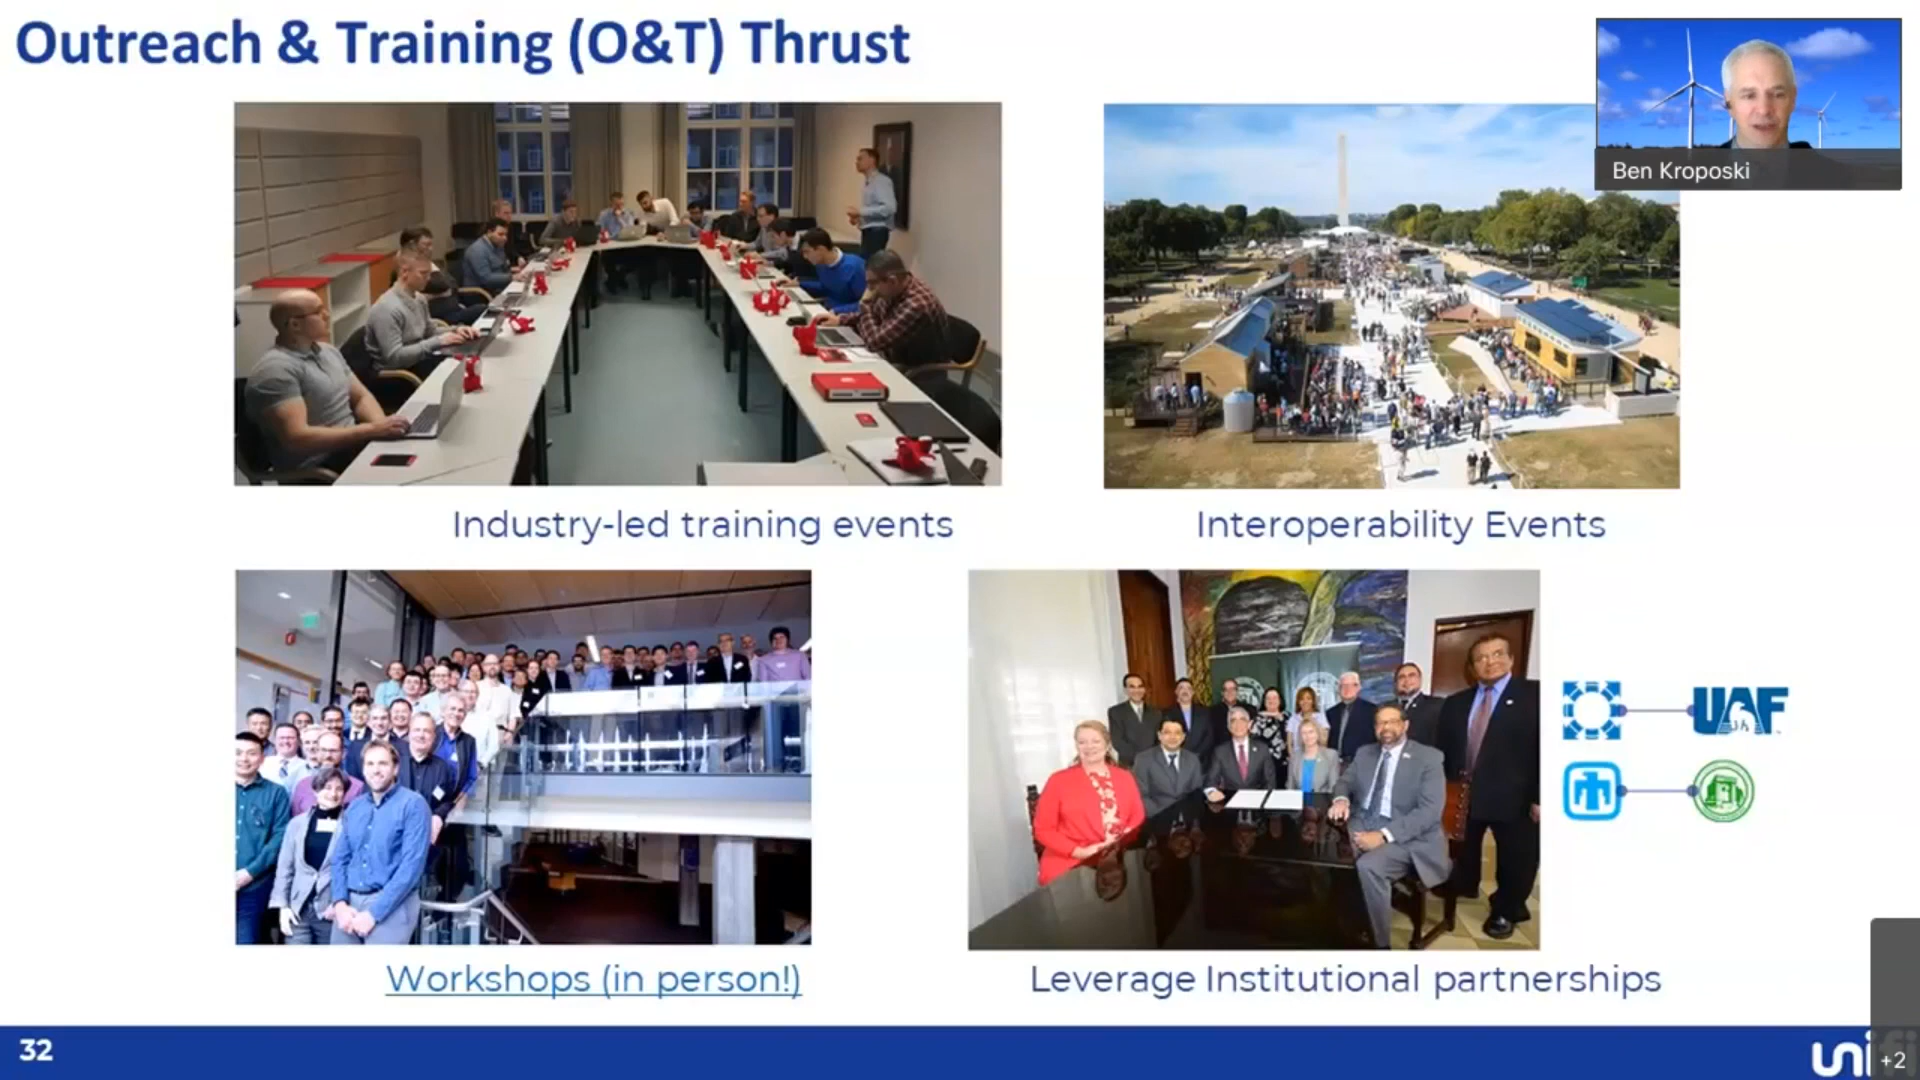 Outreach & Training (O&T) Thrust
Ben Kroposki
Industry-led training events
Interoperability Events
UAF
Workshops (in person!)
Leverage Institutional partnerships
32
unifi
+2